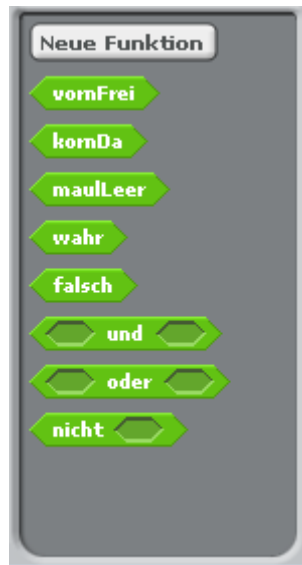 Neue Funktion
vornFrei
kornDa
maulLeer
wahr
falsch
und
oder
nicht